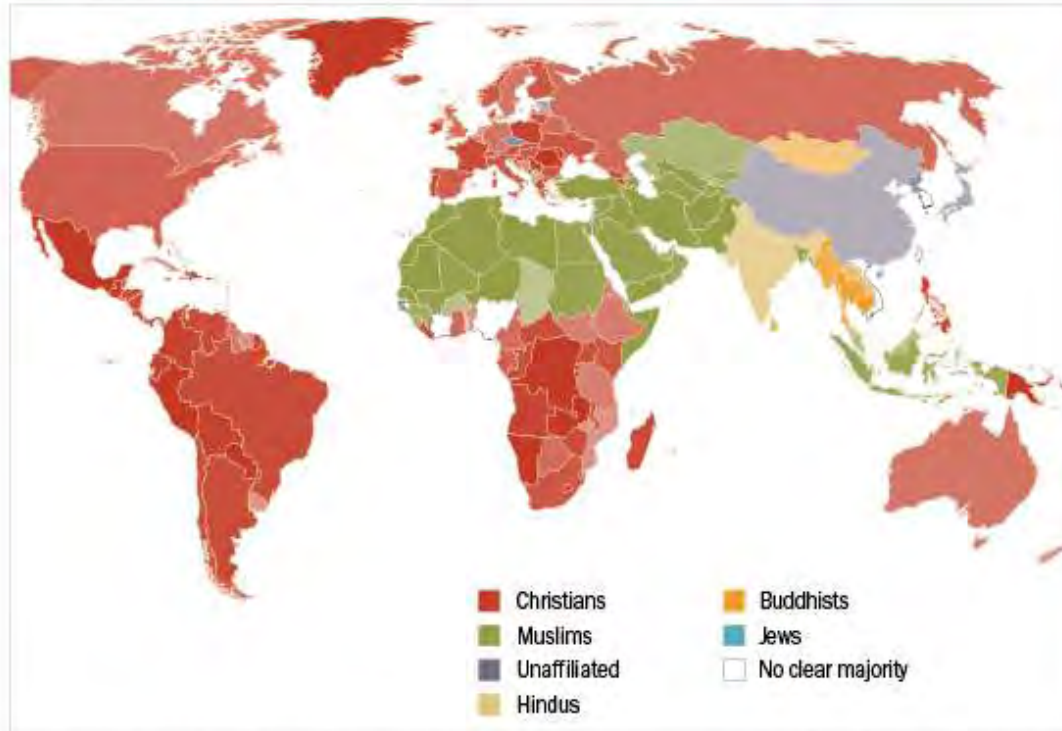 Christians
Muslims
Unaffiliated
Hindus
Buddhists
Jews
No clear majority